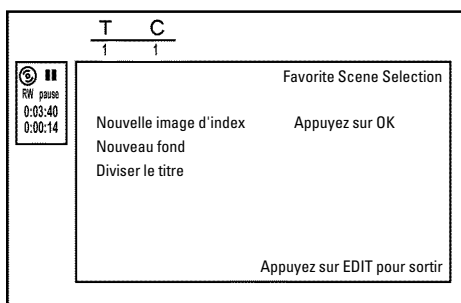 T C
1 1
RW pause
0:03:40
0:00:14
Favorite Scene Selection
Nouvelle image d'index Appuyez sur OK
Nouveau fond
Diviser le titre
Appuyez sur EDIT pour sortir